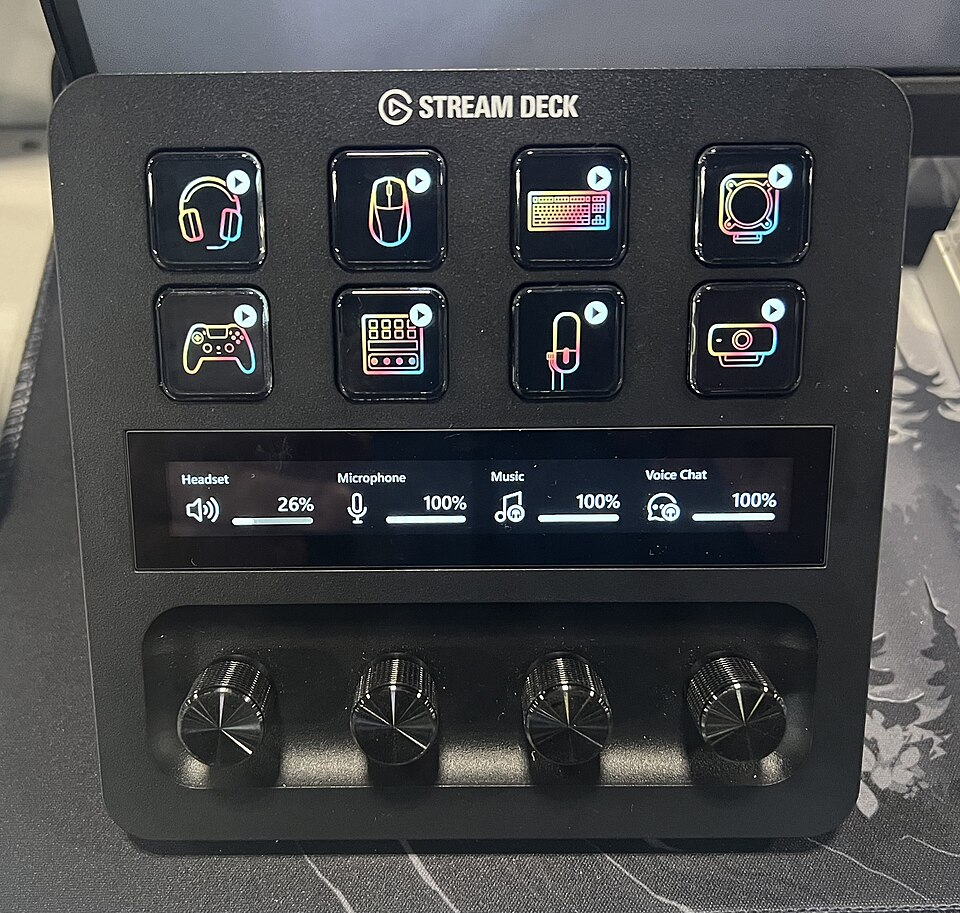 STREAM DECK
Headset
Microphone
Music
Voice Chat
26%
100%
100%
100%